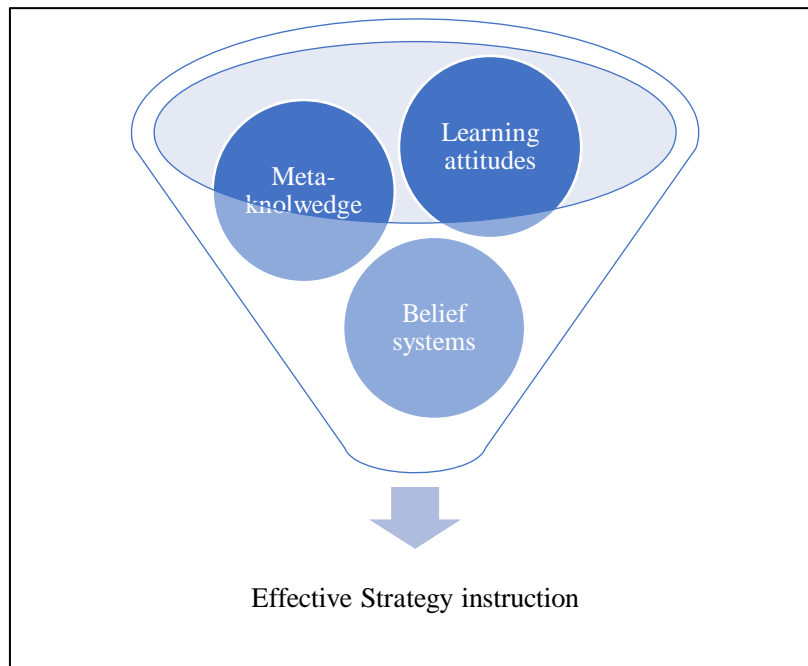 Learning
attitudes
Meta-
knolwedge
Belief
systems
Effective Strategy instruction